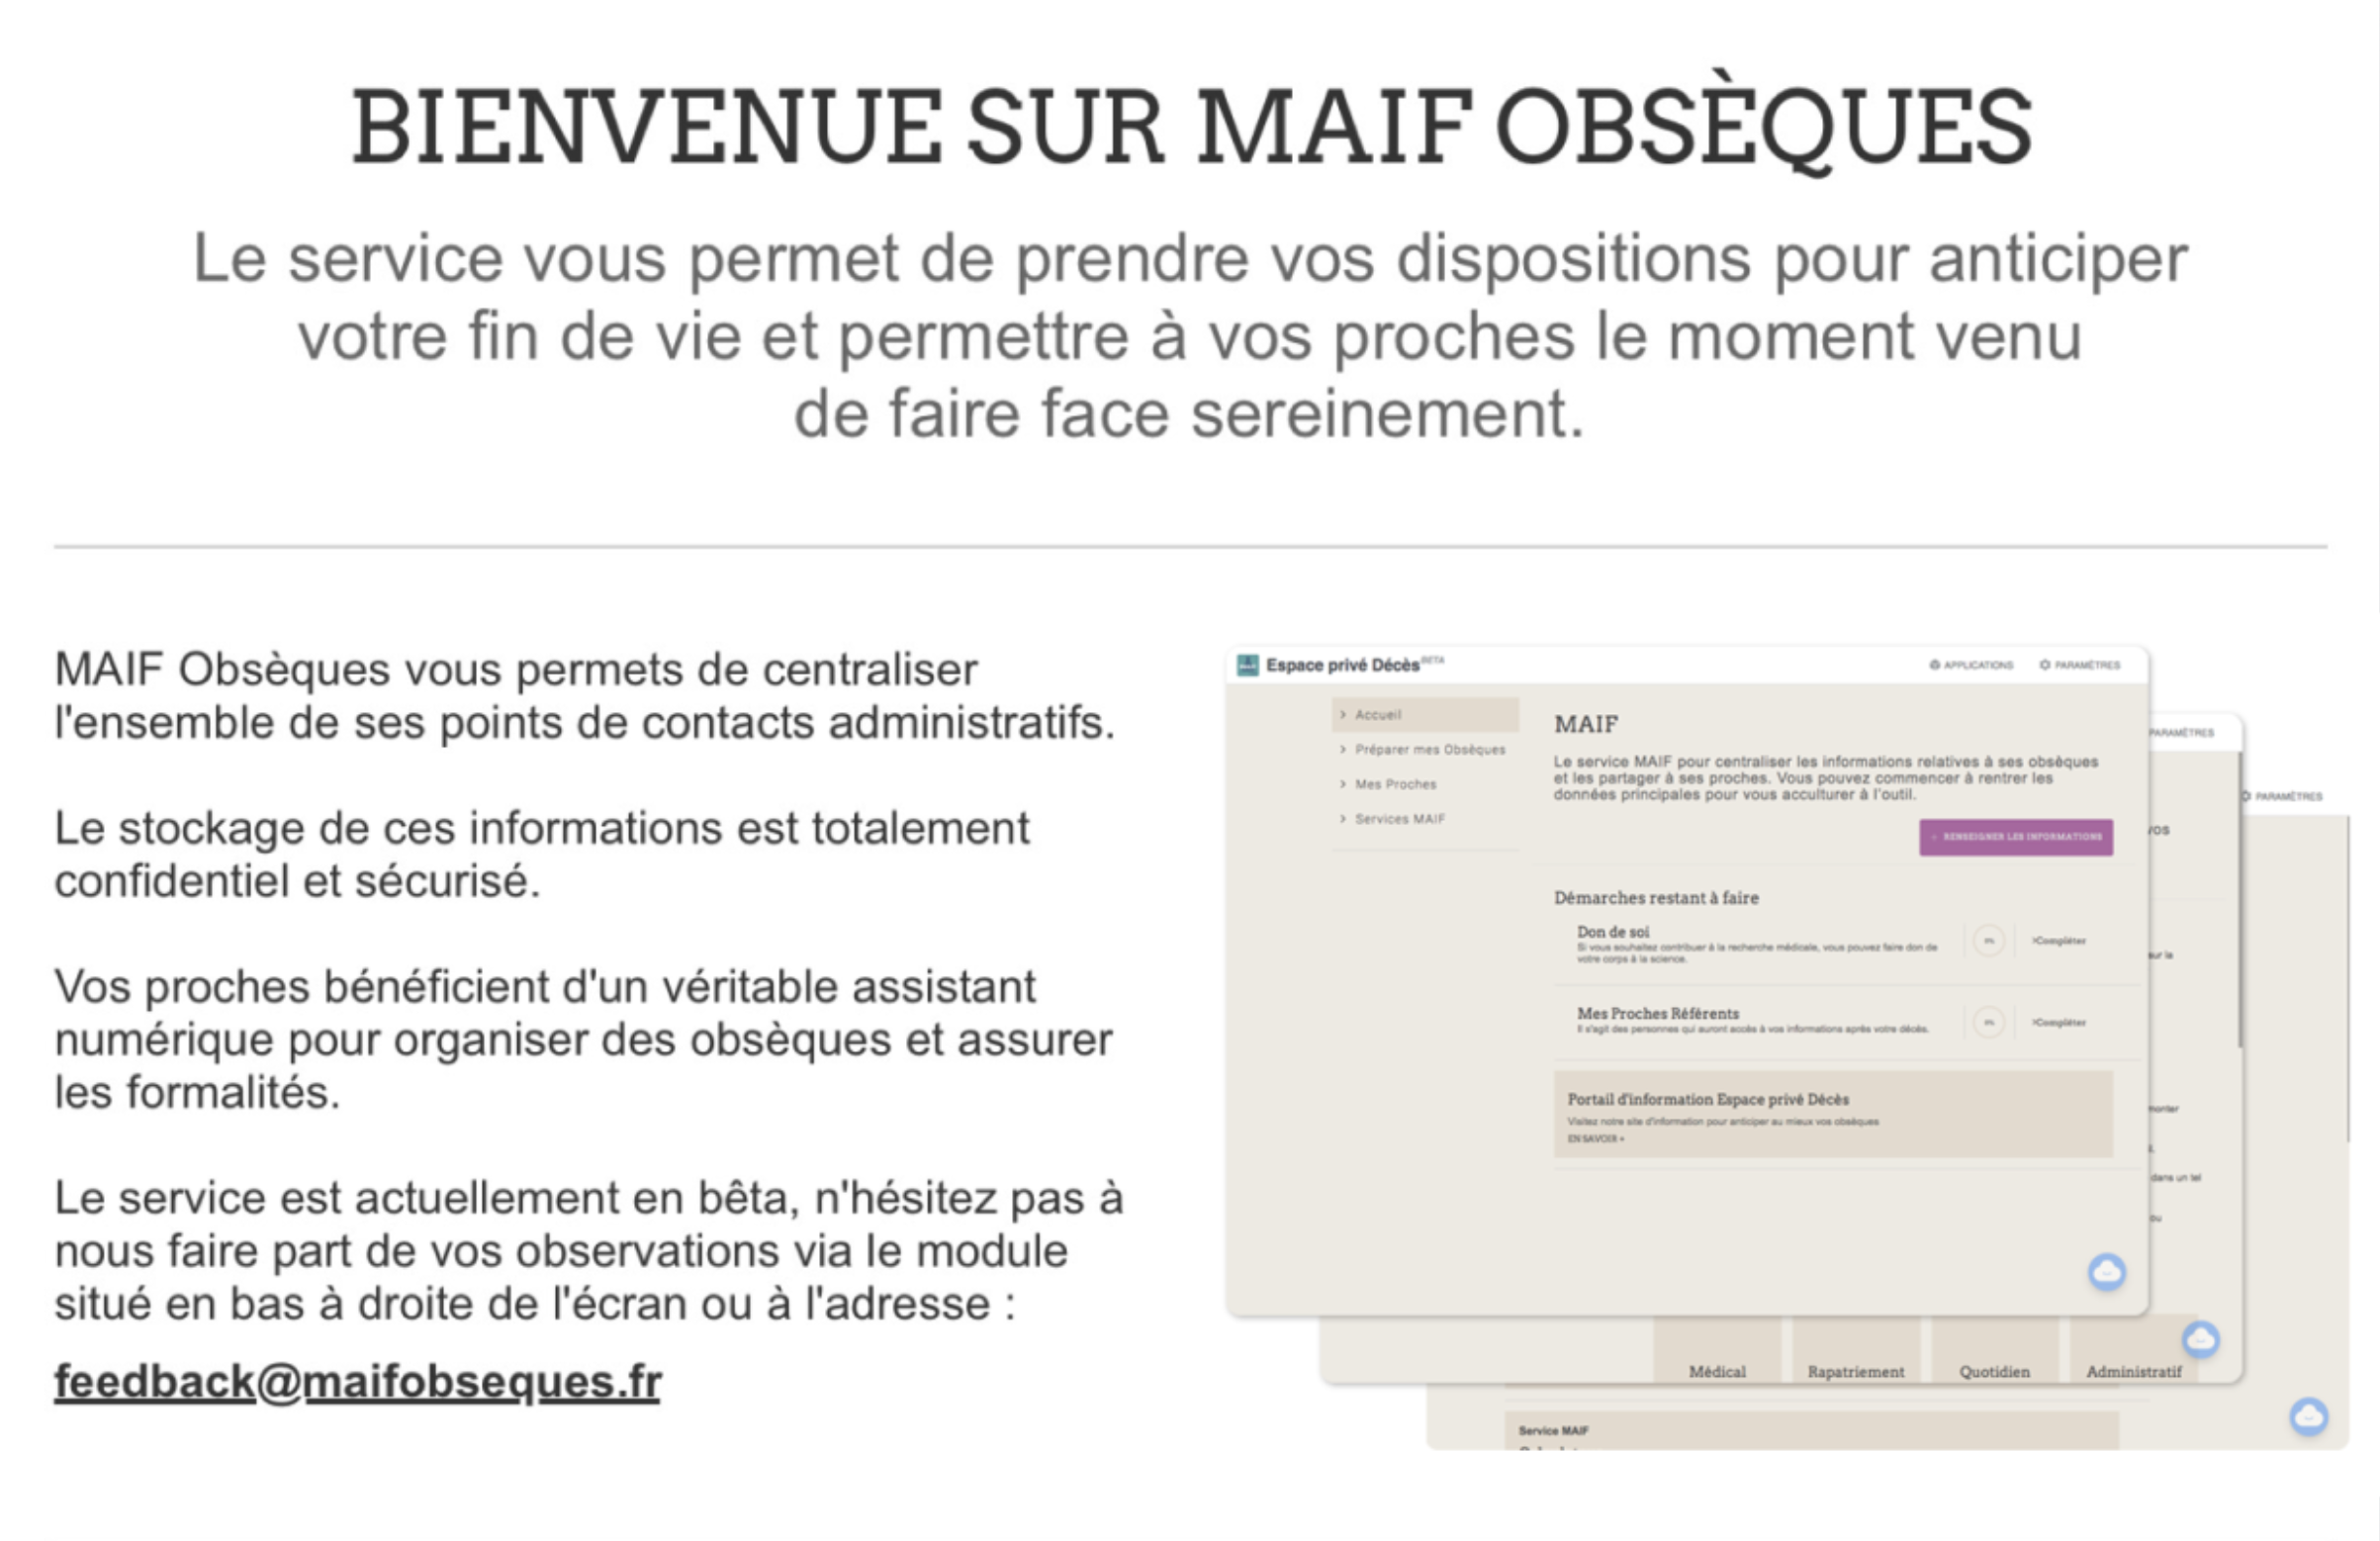 BIENVENUE SUR MAIF OBSÈQUES
Le service vous permet de prendre vos dispositions pour anticiper
votre fin de vie et permettre à vos proches le moment venu
de faire face sereinement.
MAIF Obsèques vous permets de centraliser
l'ensemble de ses points de contacts administratifs.
Le stockage de ces informations est totalement
confidentiel et sécurisé.
Vos proches bénéficient d'un véritable assistant
numérique pour organiser des obsèques et assurer
les formalités.
Le service est actuellement en bêta, n'hésitez pas à
nous faire part de vos observations via le module
situé en bas à droite de l'écran ou à l'adresse :
feedback@maifobseques.fr
Espace privé Décès BETA
APPLICATIONS PARAMÈTRES
> Accueil
> Préparer mes Obsèques
> Mes Proches
> Services MAIF
MAIF
Le service MAIF pour centraliser les informations relatives à ses obsèques
et les partager à ses proches. Vous pouvez commencer à rentrer les
données principales pour vous acculturer à l'outil.
RENSEIGNER LES INFORMATIONS
Démarches restant à faire
Don de soi
Si vous souhaitez contribuer à la recherche médicale, vous pouvez faire don de
votre corps à la science.
>Compléter
Mes Proches Référents
Il s'agit des personnes qui auront accès à vos informations après votre décès.
>Compléter
Portail d'information Espace privé Décès
Visitez notre site d'information pour anticiper au mieux vos obsèques
EN SAVOIR +
PARAMÈTRES
vos
sur la
monter
dans un tel
ou
Médical
Rapatriement
Quotidien
Administratif
PARAMÈTRES
Service MAIF